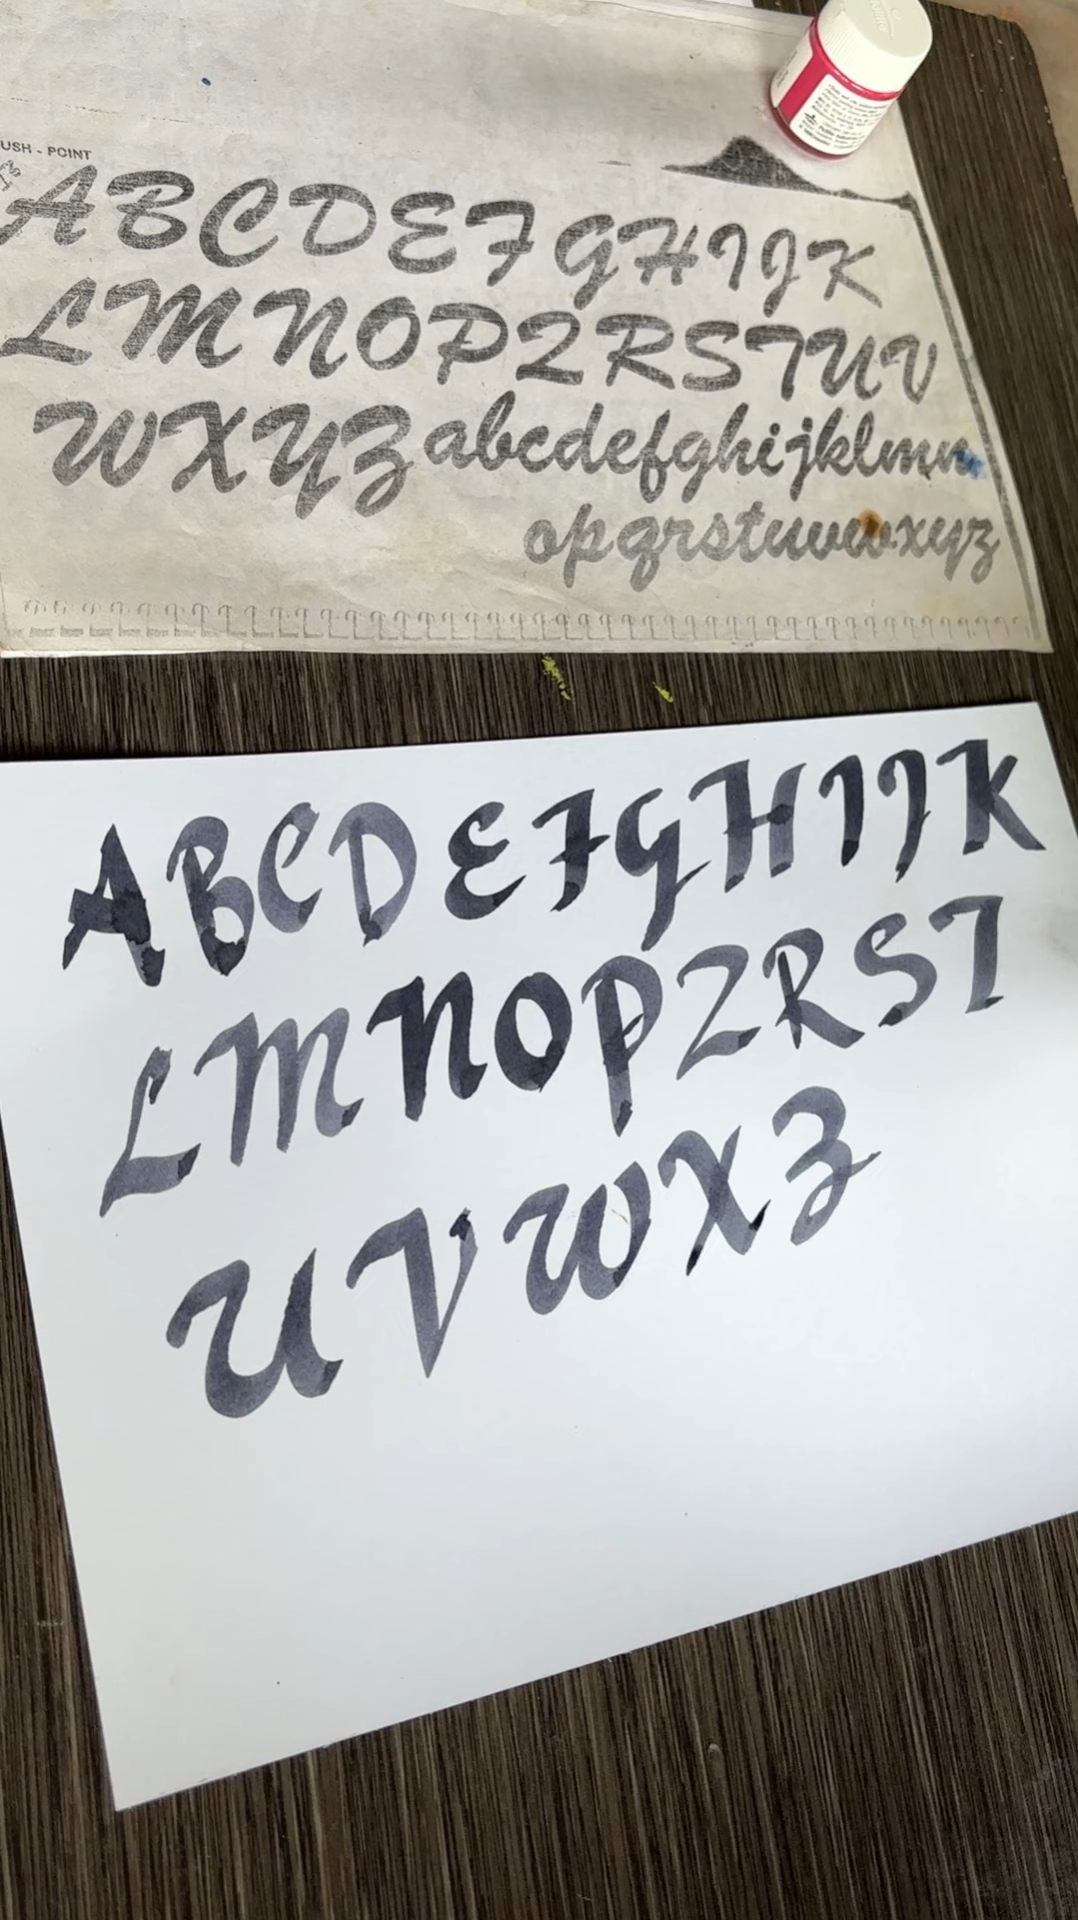 USH - POINT
ABCDEFGHIJK
LMNOPQRSTUV
WXYZabcdefghijklmn
opqrstuvwxyz
ABCDEFGHIJK
LMNOPQRST
UVWXZ